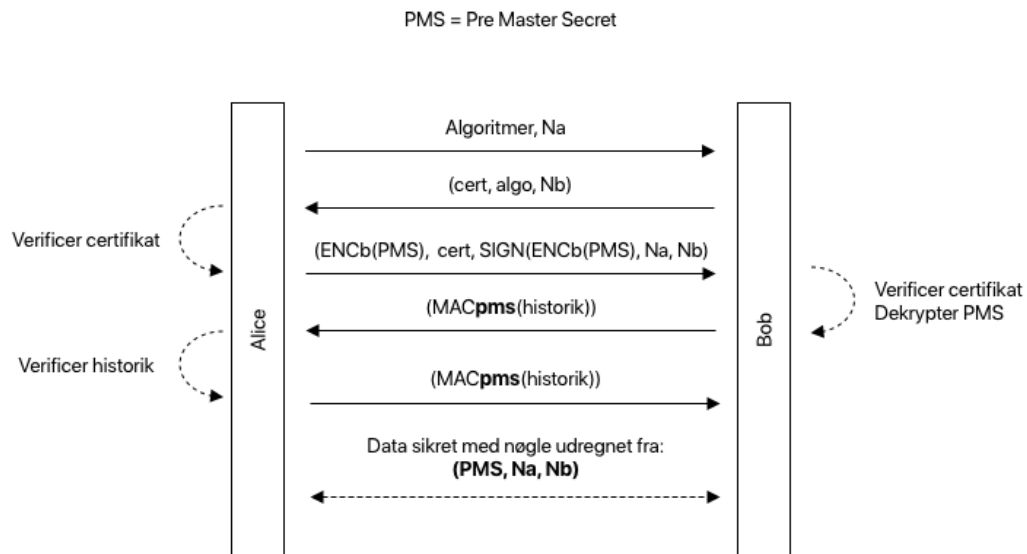 PMS = Pre Master Secret
Algoritmer, Na
(cert, algo, Nb)
Verificer certifikat
(ENCb(PMS), cert, SIGN(ENCb(PMS), Na, Nb)
Verificer certifikat
Dekrypter PMS
(MACpms(historik))
Alice
Bob
Verificer historik
(MACpms(historik))
Data sikret med nøgle udregnet fra:
(PMS, Na, Nb)